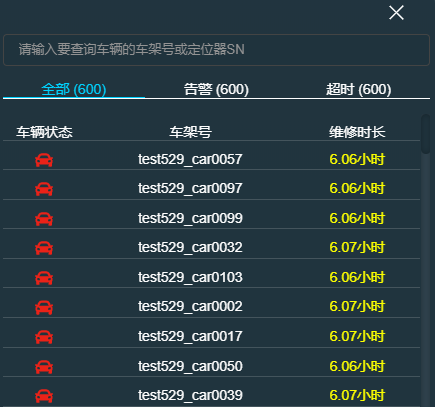 请输入要查询车辆的车架号或定位器SN
全部 (600) 告警 (600) 超时 (600)
车辆状态 车架号 维修时长
test529_car0057 6.06小时
test529_car0097 6.06小时
test529_car0099 6.06小时
test529_car0032 6.07小时
test529_car0103 6.06小时
test529_car0002 6.07小时
test529_car0017 6.07小时
test529_car0050 6.06小时
test529_car0039 6.07小时